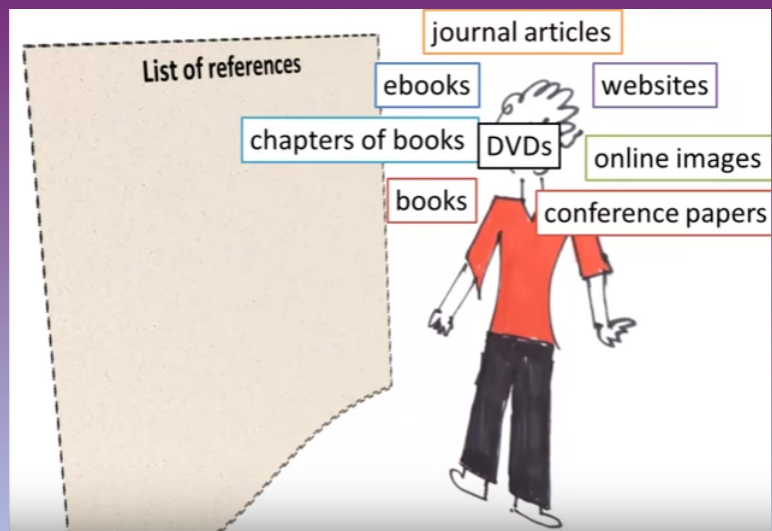 journal articles
List of references
ebooks
websites
chapters of books
DVDs
online images
books
conference papers